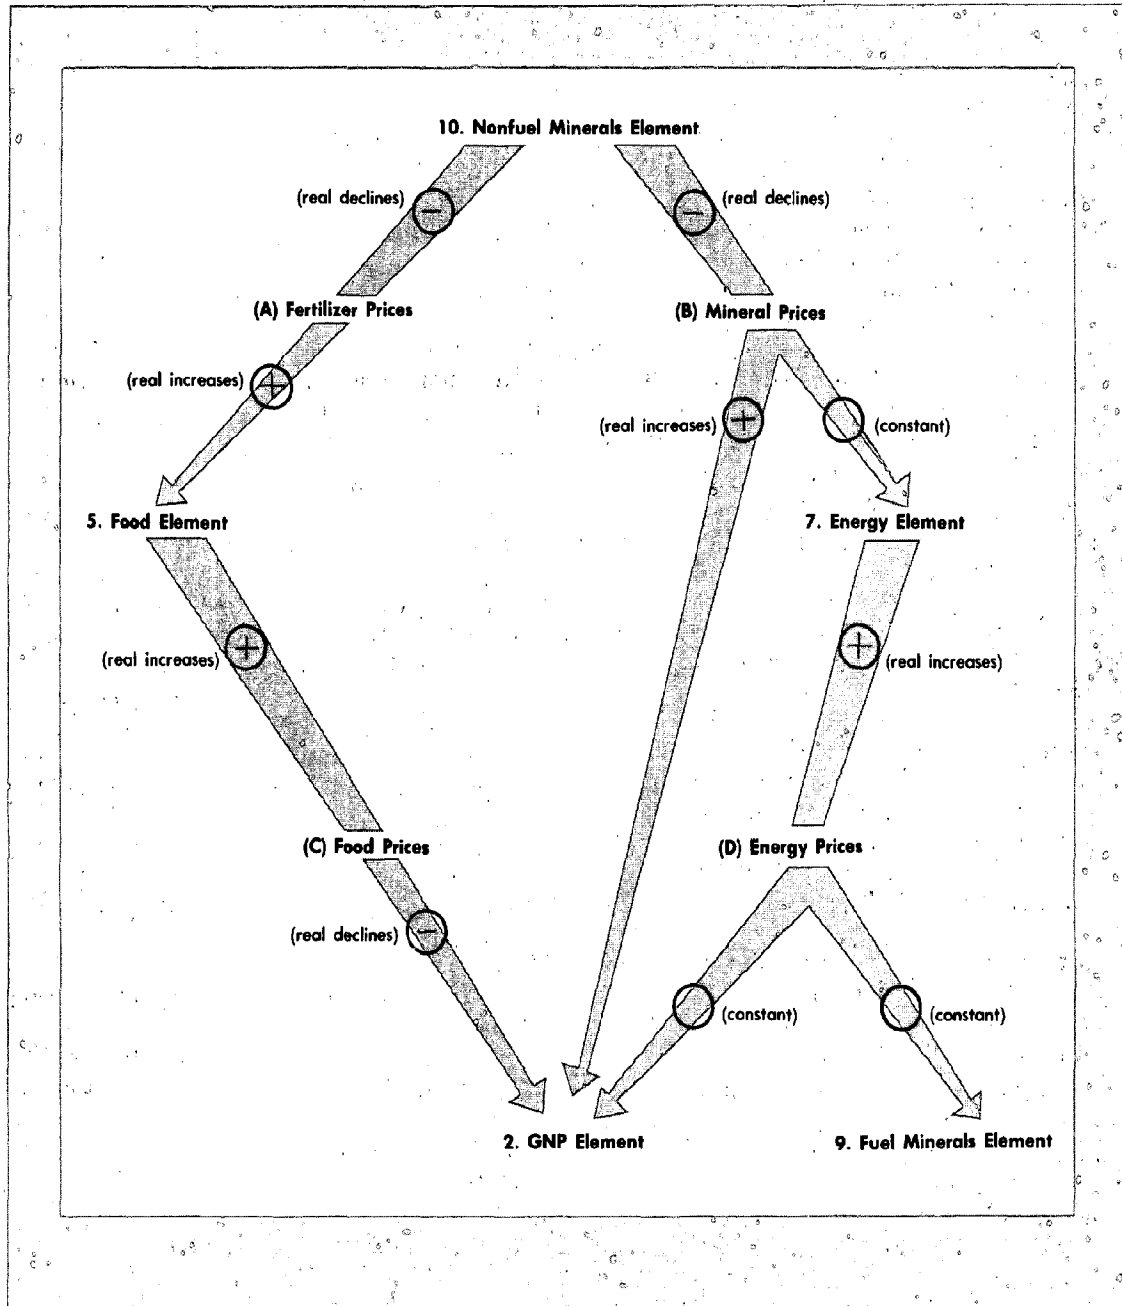 10. Nonfuel Minerals Element
(real declines)
−
−
(real declines)
(A) Fertilizer Prices
(B) Mineral Prices
(real increases)
+
(real increases)
+
(constant)
5. Food Element
7. Energy Element
(real increases)
+
+
(real increases)
(C) Food Prices
(D) Energy Prices
(real declines)
−
(constant)
(constant)
2. GNP Element
9. Fuel Minerals Element